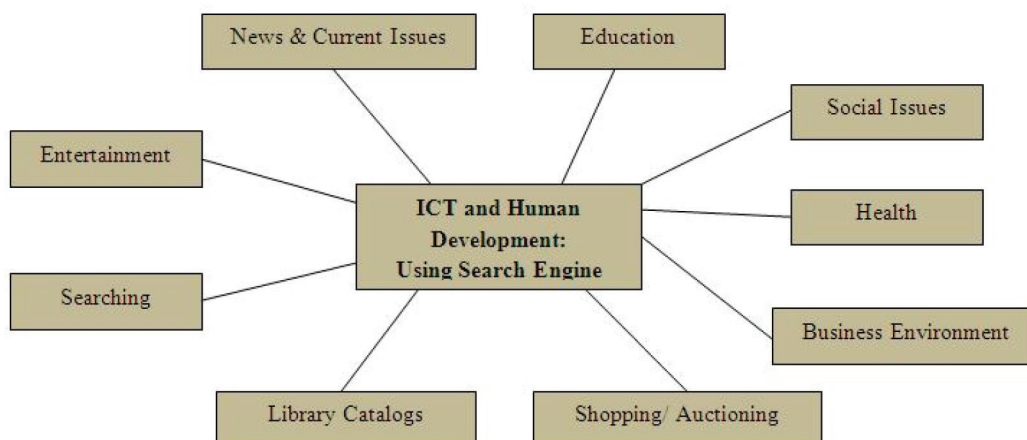 News & Current Issues
Education
Social Issues
Entertainment
ICT and Human
Development:
Using Search Engine
Health
Searching
Business Environment
Library Catalogs
Shopping/ Auctioning